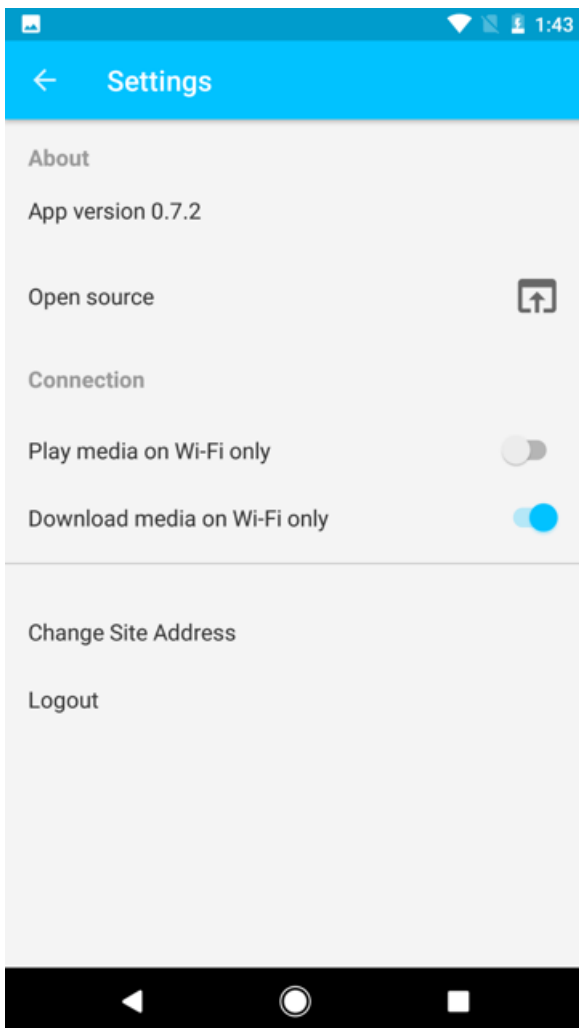 1:43
Settings
About
App version 0.7.2
Open source
Connection
Play media on Wi-Fi only
Download media on Wi-Fi only
Change Site Address
Logout